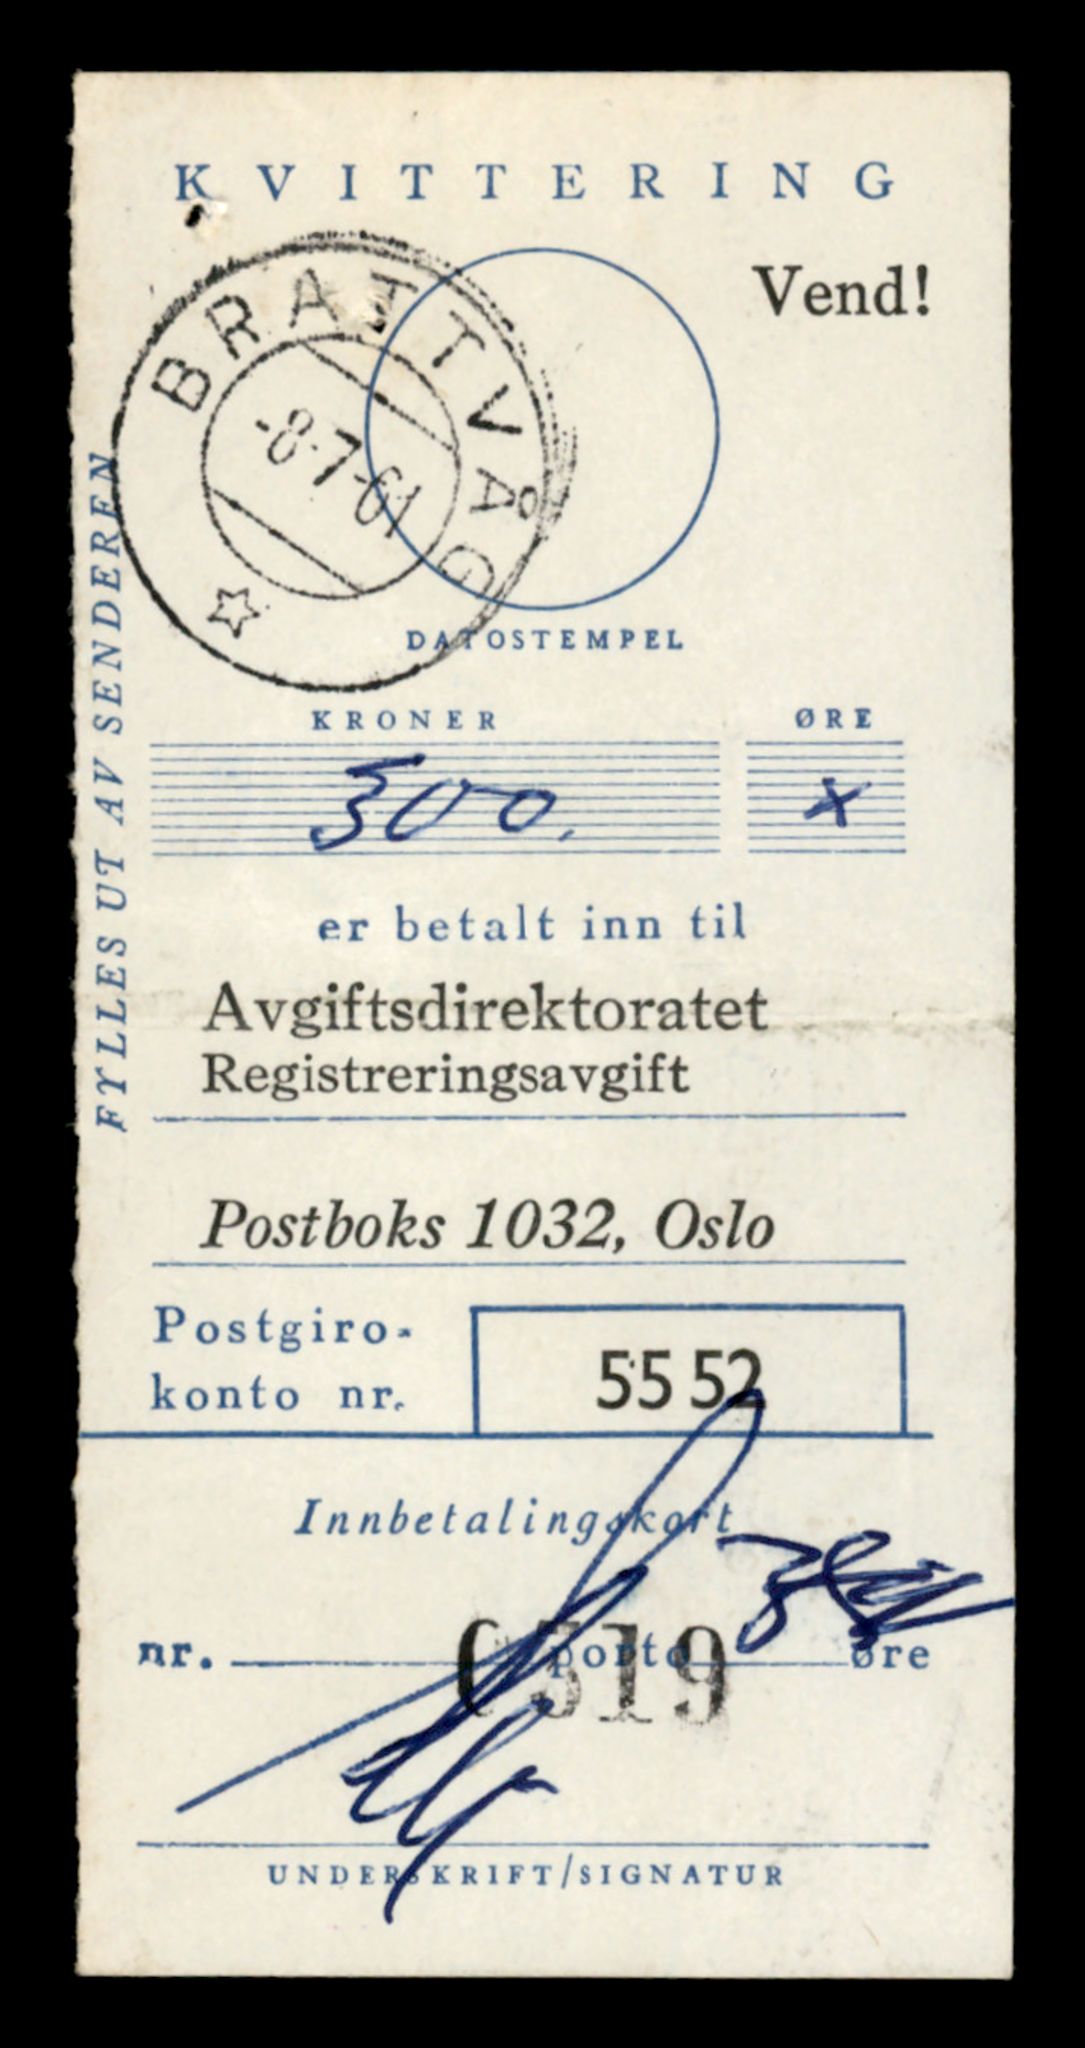 KVITTERING
Vend!
BRATTVÅG
-8-7-61
DATOSTEMPEL
FYLLES UT AV SENDEREN
KRONER ØRE
300. x
er betalt inn til
Avgiftsdirektoratet
Registreringsavgift
Postboks 1032, Oslo
Postgiro-
konto nr.
55 52
Innbetalingskort
nr. porto øre
0319
UNDERSKRIFT/SIGNATUR